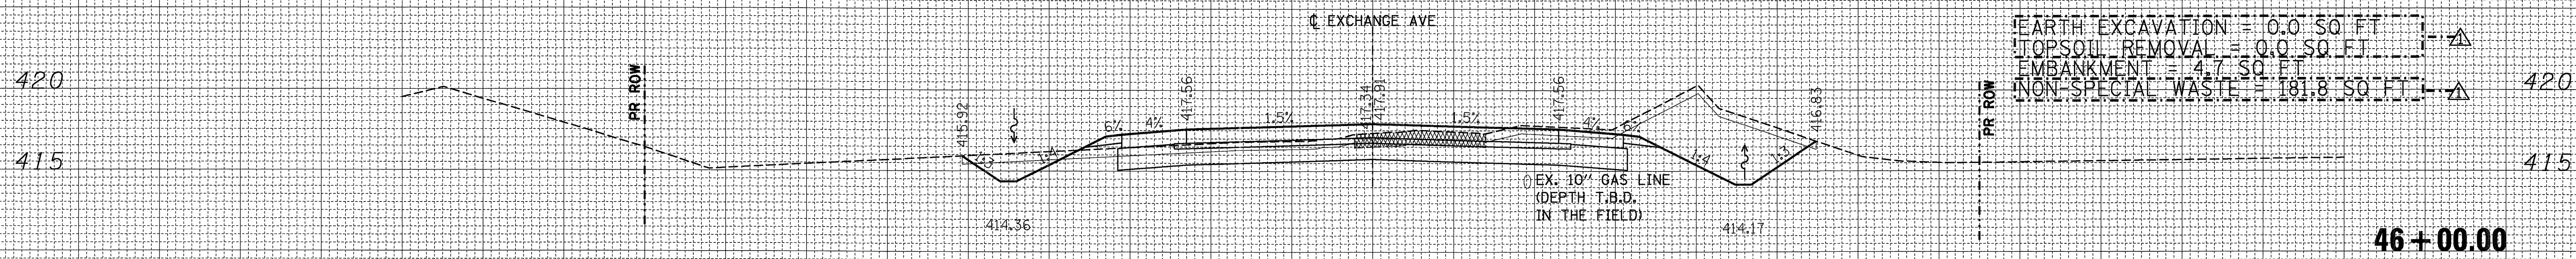 ℄ EXCHANGE AVE
EARTH EXCAVATION = 0.0 SQ FT
TOPSOIL REMOVAL = 0.0 SQ FT
EMBANKMENT = 4.7 SQ FT
NON-SPECIAL WASTE = 181.8 SQ FT
1
1
420
420
415
415
PR ROW
PR ROW
415.92
417.56
417.34
417.91
417.56
416.83
6%
4%
1.5%
1.5%
4%
6%
1:3
1:4
1:4
1:3
EX. 10" GAS LINE
(DEPTH T.B.D.
IN THE FIELD)
414.36
414.17
46+00.00